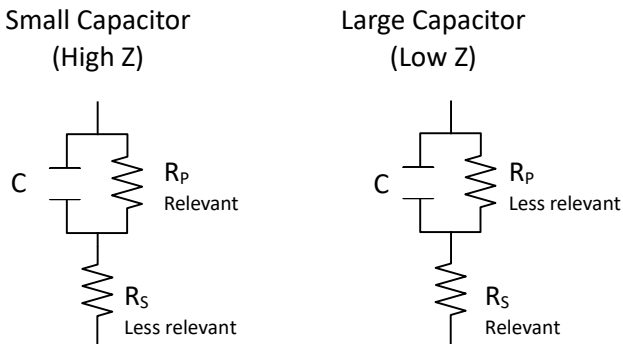 Small Capacitor
(High Z)
C
RP
Relevant
RS
Less relevant
Large Capacitor
(Low Z)
C
RP
Less relevant
RS
Relevant